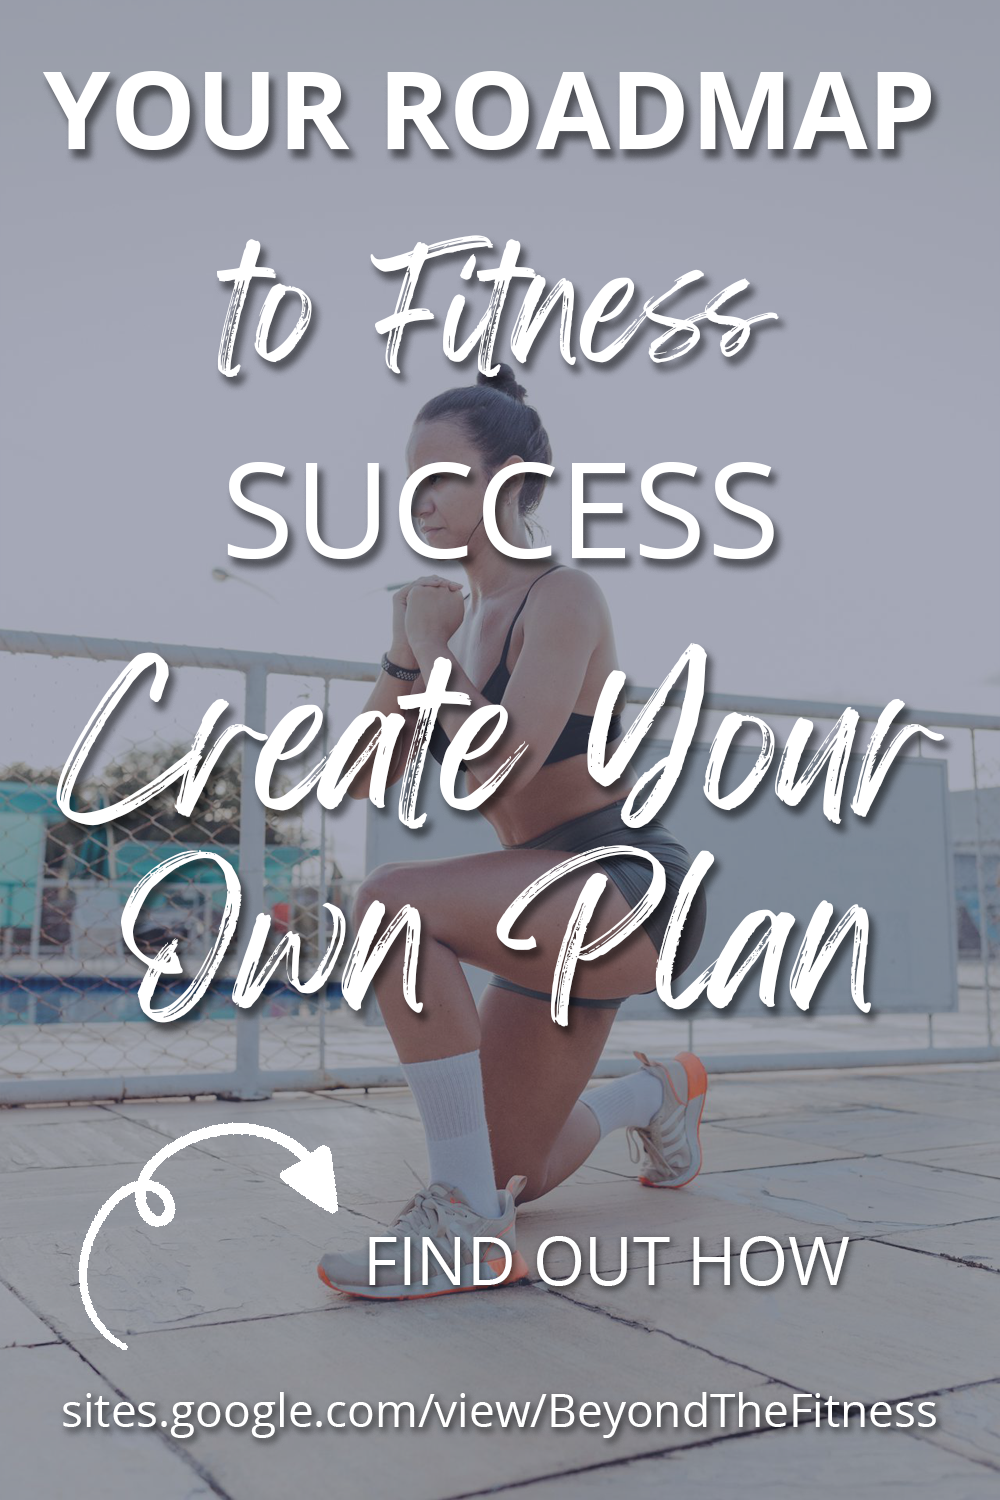 YOUR ROADMAP
to Fitness
SUCCESS
Create Your
Own Plan
FIND OUT HOW
sites.google.com/view/BeyondTheFitness